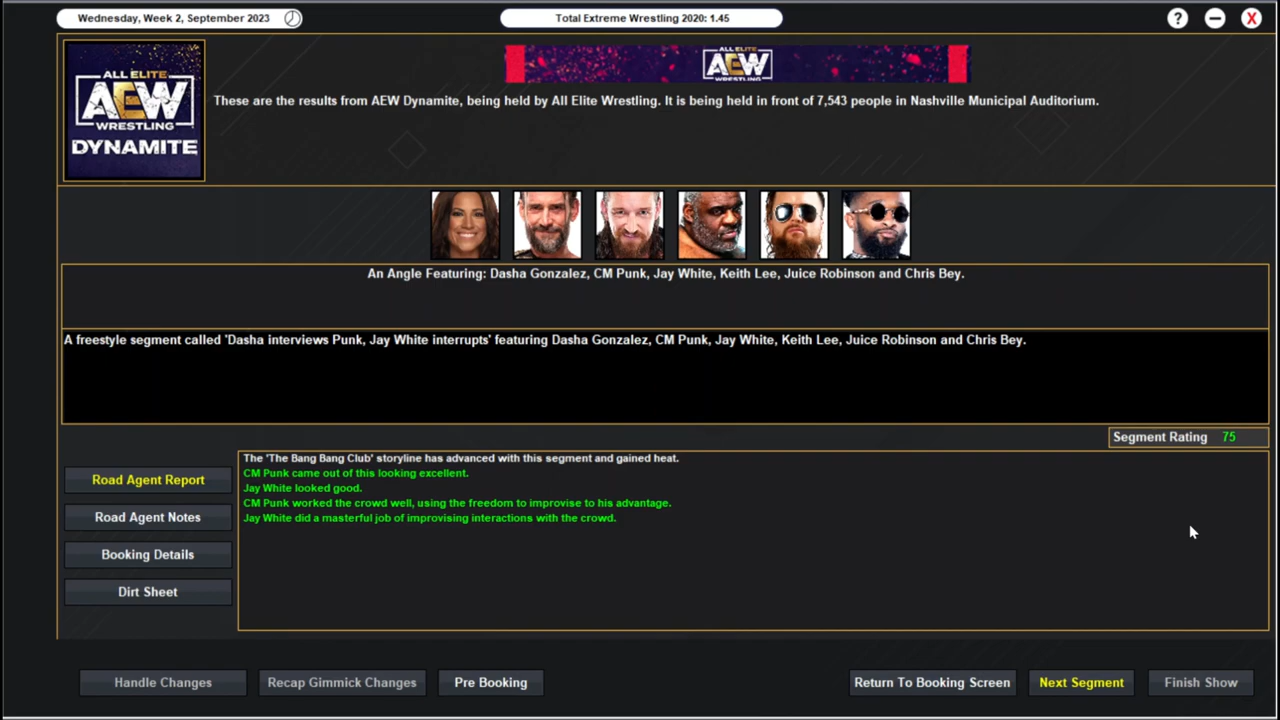 Wednesday, Week 2, September 2023
Total Extreme Wrestling 2020: 1.45
?
X
ALL ELITE
AEW
WRESTLING
DYNAMITE
AEW
WRESTLING
These are the results from AEW Dynamite, being held by All Elite Wrestling. It is being held in front of 7,543 people in Nashville Municipal Auditorium.
An Angle Featuring: Dasha Gonzalez, CM Punk, Jay White, Keith Lee, Juice Robinson and Chris Bey.
A freestyle segment called 'Dasha interviews Punk, Jay White interrupts' featuring Dasha Gonzalez, CM Punk, Jay White, Keith Lee, Juice Robinson and Chris Bey.
Segment Rating 75
The 'The Bang Bang Club' storyline has advanced with this segment and gained heat.
CM Punk came out of this looking excellent.
Jay White looked good.
CM Punk worked the crowd well, using the freedom to improvise to his advantage.
Jay White did a masterful job of improvising interactions with the crowd.
Road Agent Report
Road Agent Notes
Booking Details
Dirt Sheet
Handle Changes
Recap Gimmick Changes
Pre Booking
Return To Booking Screen
Next Segment
Finish Show